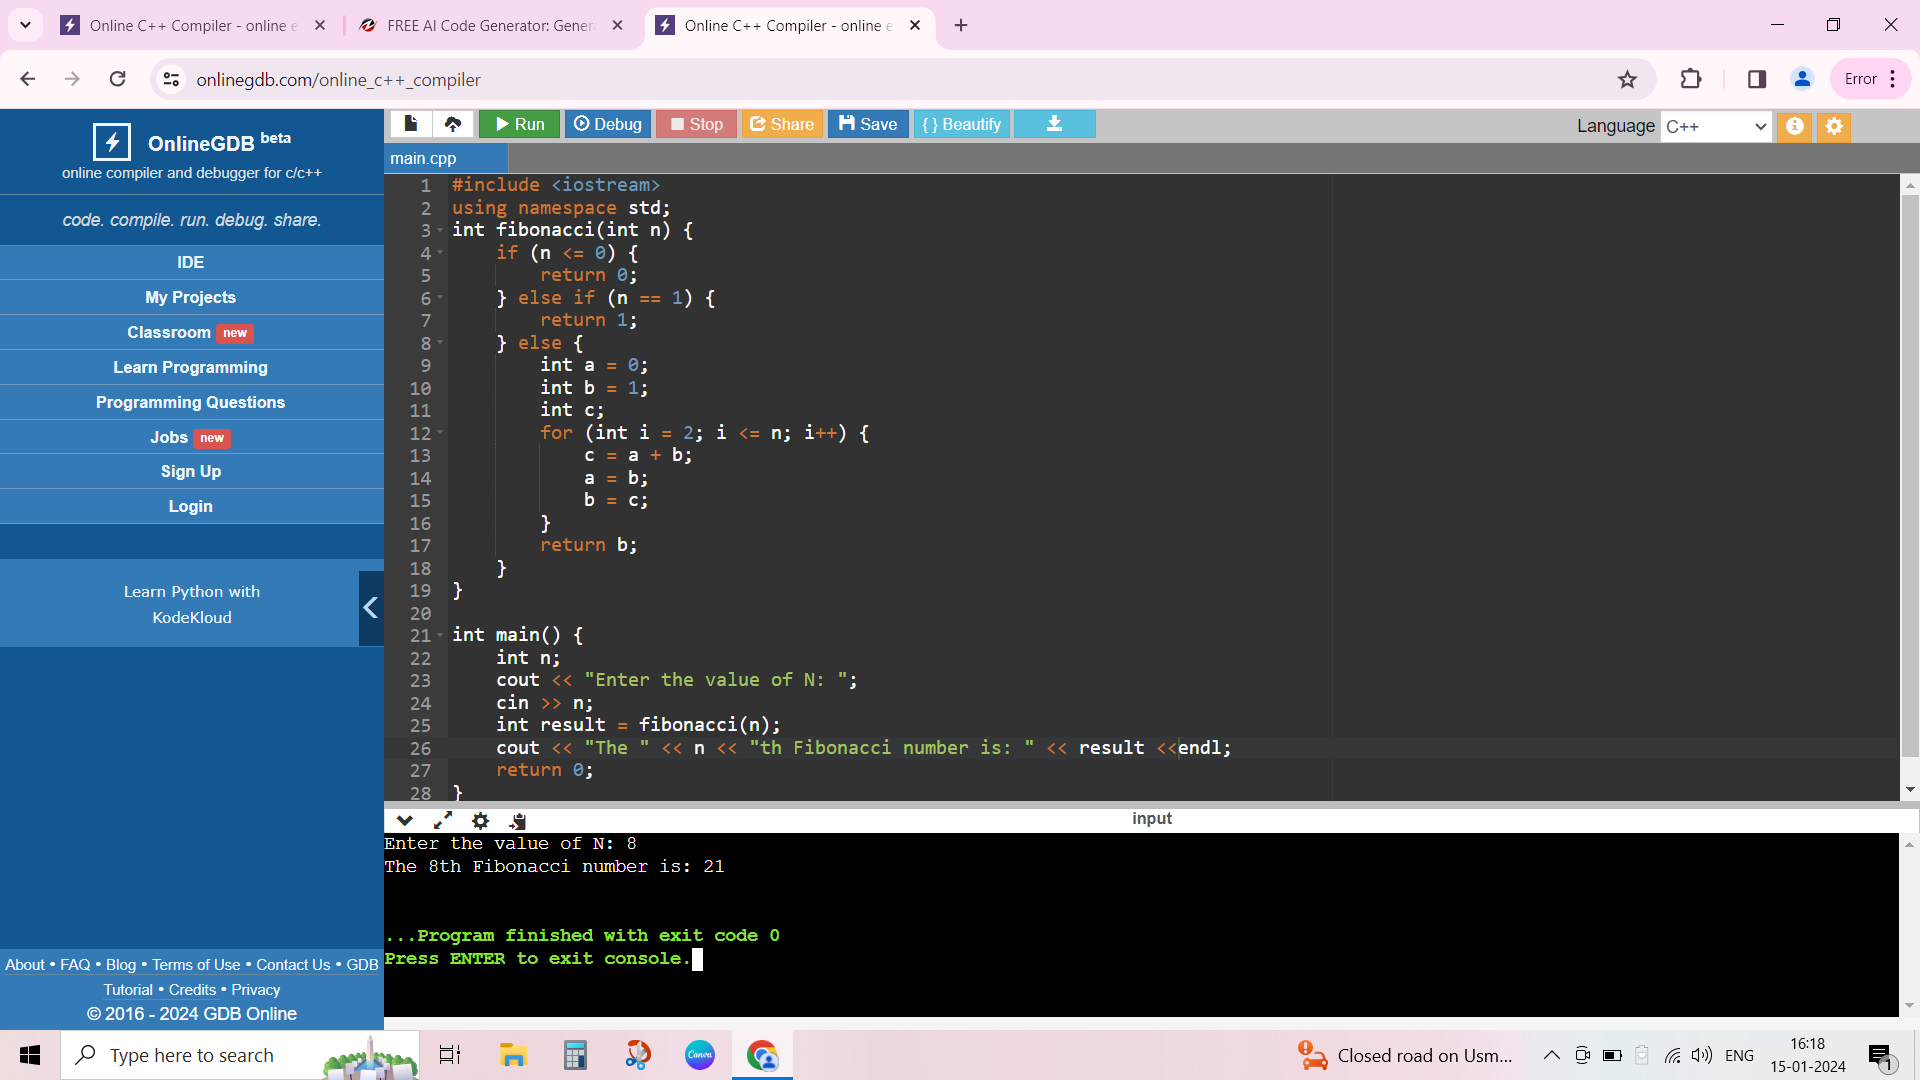 Online C++ Compiler - online e
FREE AI Code Generator: Gener
Online C++ Compiler - online e
onlinegdb.com/online_c++_compiler
Error
OnlineGDB beta
online compiler and debugger for c/c++
code. compile. run. debug. share.
IDE
My Projects
Classroom new
Learn Programming
Programming Questions
Jobs new
Sign Up
Login
Learn Python with
KodeKloud
About • FAQ • Blog • Terms of Use • Contact Us • GDB
Tutorial • Credits • Privacy
© 2016 - 2024 GDB Online
Run Debug Stop Share Save { } Beautify
Language C++
main.cpp
1 #include <iostream>
2 using namespace std;
3 int fibonacci(int n) {
4     if (n <= 0) {
5         return 0;
6     } else if (n == 1) {
7         return 1;
8     } else {
9         int a = 0;
10         int b = 1;
11         int c;
12         for (int i = 2; i <= n; i++) {
13             c = a + b;
14             a = b;
15             b = c;
16         }
17         return b;
18     }
19 }
20
21 int main() {
22     int n;
23     cout << "Enter the value of N: ";
24     cin >> n;
25     int result = fibonacci(n);
26     cout << "The " << n << "th Fibonacci number is: " << result <<endl;
27     return 0;
28 }
input
Enter the value of N: 8
The 8th Fibonacci number is: 21
...Program finished with exit code 0
Press ENTER to exit console.
Type here to search
Canva
Closed road on Usm...
ENG
16:18
15-01-2024
1